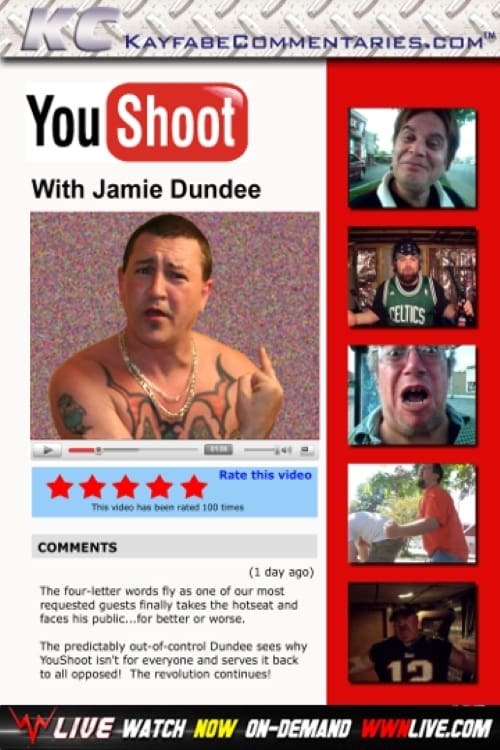 KC KAYFABECOMMENTARIES.COM™
You Shoot
With Jamie Dundee
CELTICS
Rate this video
This video has been rated 100 times
COMMENTS
(1 day ago)
The four-letter words fly as one of our most
requested guests finally takes the hotseat and
faces his public...for better or worse.
The predictably out-of-control Dundee sees why
YouShoot isn't for everyone and serves it back
to all opposed!  The revolution continues!
12
LIVE WATCH NOW ON-DEMAND WWNLIVE.COM